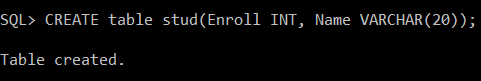 SQL> CREATE table stud(Enroll INT, Name VARCHAR(20));
Table created.